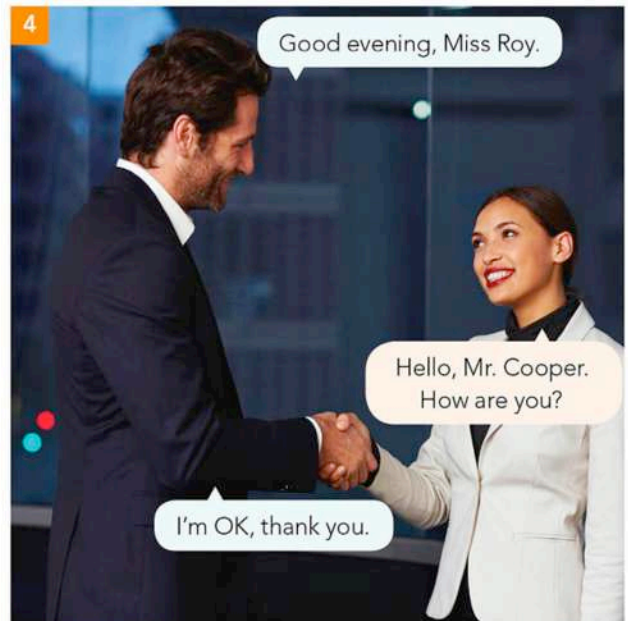 4
Good evening, Miss Roy.
Hello, Mr. Cooper.
How are you?
I'm OK, thank you.